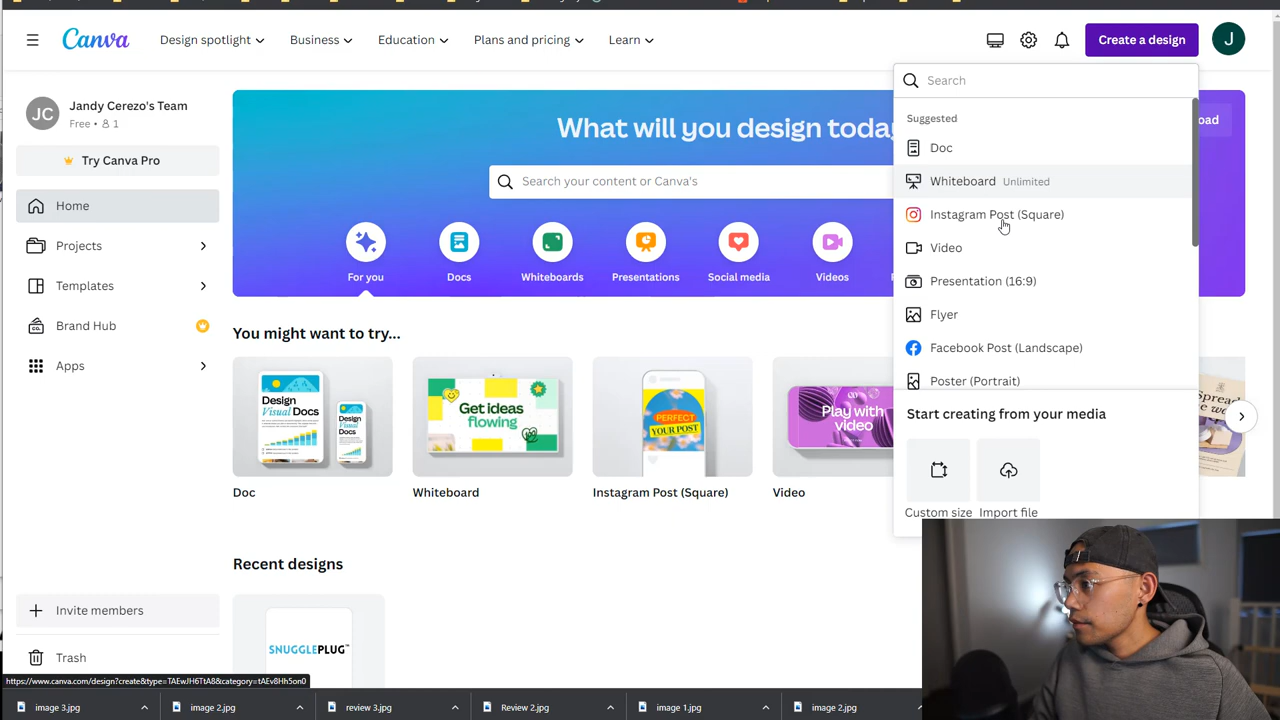 Canva
Design spotlight
Business
Education
Plans and pricing
Learn
Create a design
J
JC
Jandy Cerezo's Team
Free • 1
Try Canva Pro
Home
Projects
Templates
Brand Hub
Apps
Invite members
Trash
What will you design today
Search your content or Canva's
For you
Docs
Whiteboards
Presentations
Social media
Videos
Search
Suggested
Doc
Whiteboard Unlimited
Instagram Post (Square)
Video
Presentation (16:9)
Flyer
Facebook Post (Landscape)
Poster (Portrait)
Start creating from your media
Custom size
Import file
You might want to try...
Design
Visual Docs
Design
Visual Docs
Get ideas
flowing
PERFECT
YOUR POST
Play with
video
Doc
Whiteboard
Instagram Post (Square)
Video
Recent designs
SNUGGLEPLUG™
https://www.canva.com/design?create&type=TAEwJH6TtA8&category=tAEv8Hh5on0
image 3.jpg
image 2.jpg
review 3.jpg
Review 2.jpg
image 1.jpg
image 2.jpg